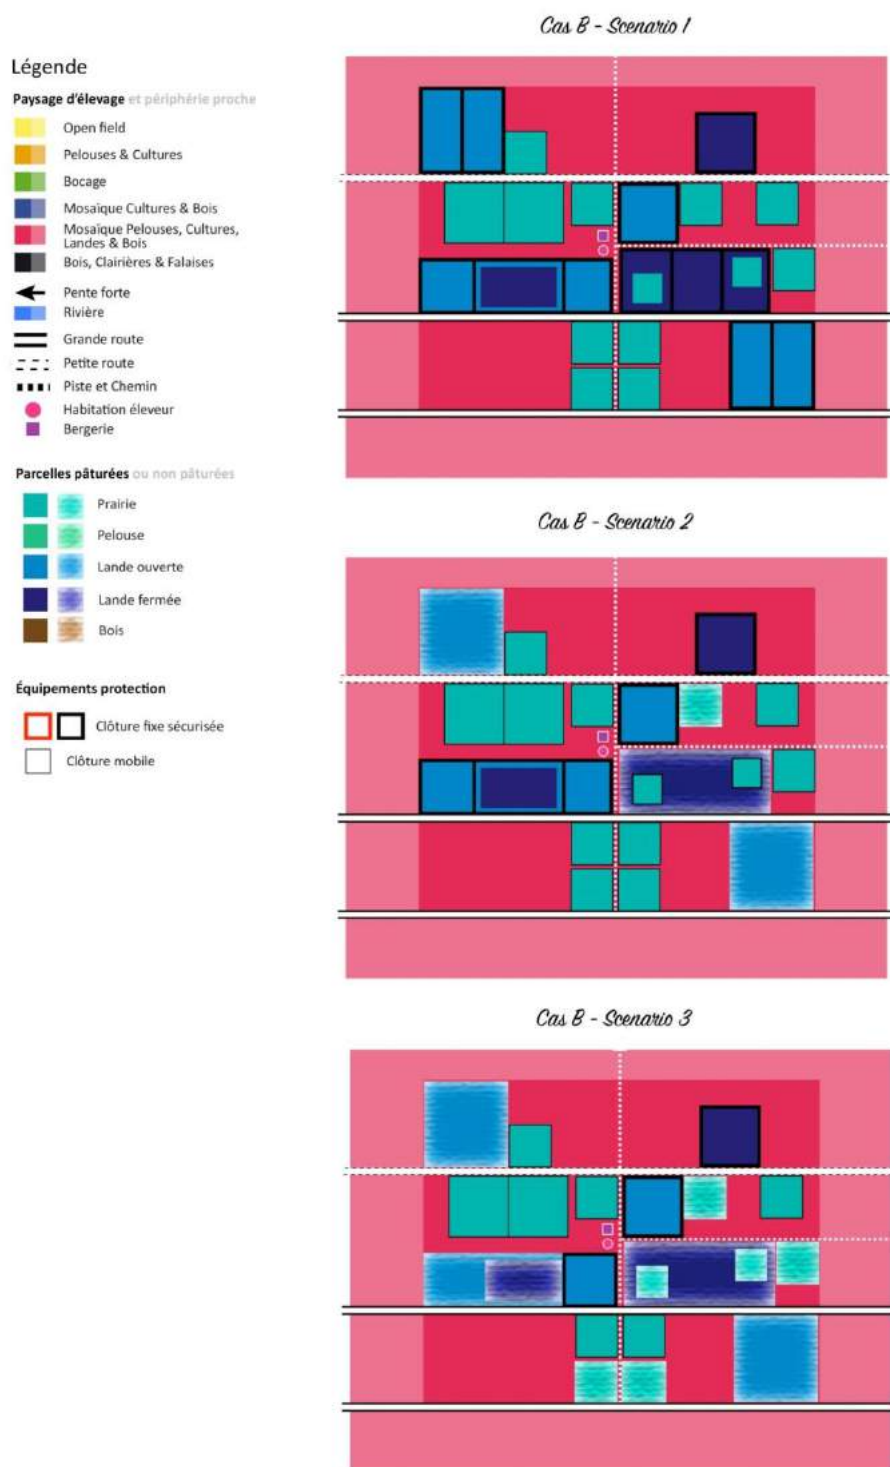 Cas B - Scenario 1
Légende
Paysage d'élevage et périphérie proche
Open field
Pelouses & Cultures
Bocage
Mosaïque Cultures & Bois
Mosaïque Pelouses, Cultures,
Landes & Bois
Bois, Clairières & Falaises
Pente forte
Rivière
Grande route
Petite route
Piste et Chemin
Habitation éleveur
Bergerie
Parcelles pâturées ou non pâturées
Prairie
Pelouse
Lande ouverte
Lande fermée
Bois
Équipements protection
Clôture fixe sécurisée
Clôture mobile
Cas B - Scenario 2
Cas B - Scenario 3